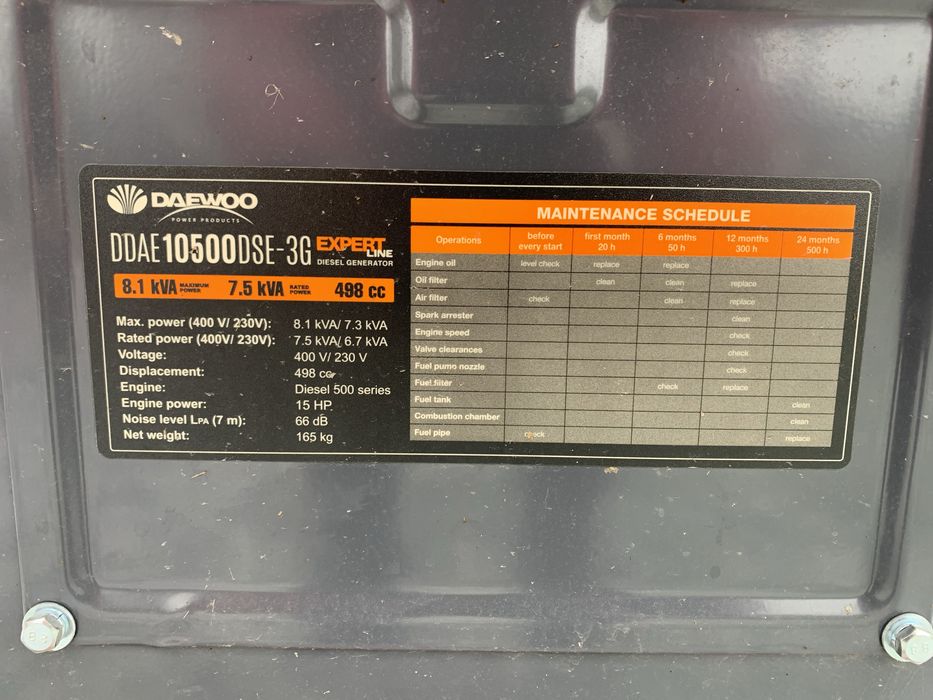 DAEWOO
POWER PRODUCTS
DDAE10500DSE-3G EXPERT LINE DIESEL GENERATOR
8.1 kVA MAXIMUM POWER 7.5 kVA RATED POWER 498 cc
Max. power (400 V/ 230V): 8.1 kVA/ 7.3 kVA
Rated power (400V/ 230V): 7.5 kVA/ 6.7 kVA
Voltage: 400 V/ 230 V
Displacement: 498 cc
Engine: Diesel 500 series
Engine power: 15 HP
Noise level LPA (7 m): 66 dB
Net weight: 165 kg
MAINTENANCE SCHEDULE
Operations before every start first month 20 h 6 months 50 h 12 months 300 h 24 months 500 h
Engine oil level check replace replace
Oil filter clean clean replace
Air filter check clean replace
Spark arrester clean
Engine speed check
Valve clearances check
Fuel pumo nozzle check
Fuel filter check replace
Fuel tank clean
Combustion chamber clean
Fuel pipe check replace
8.8
8.8